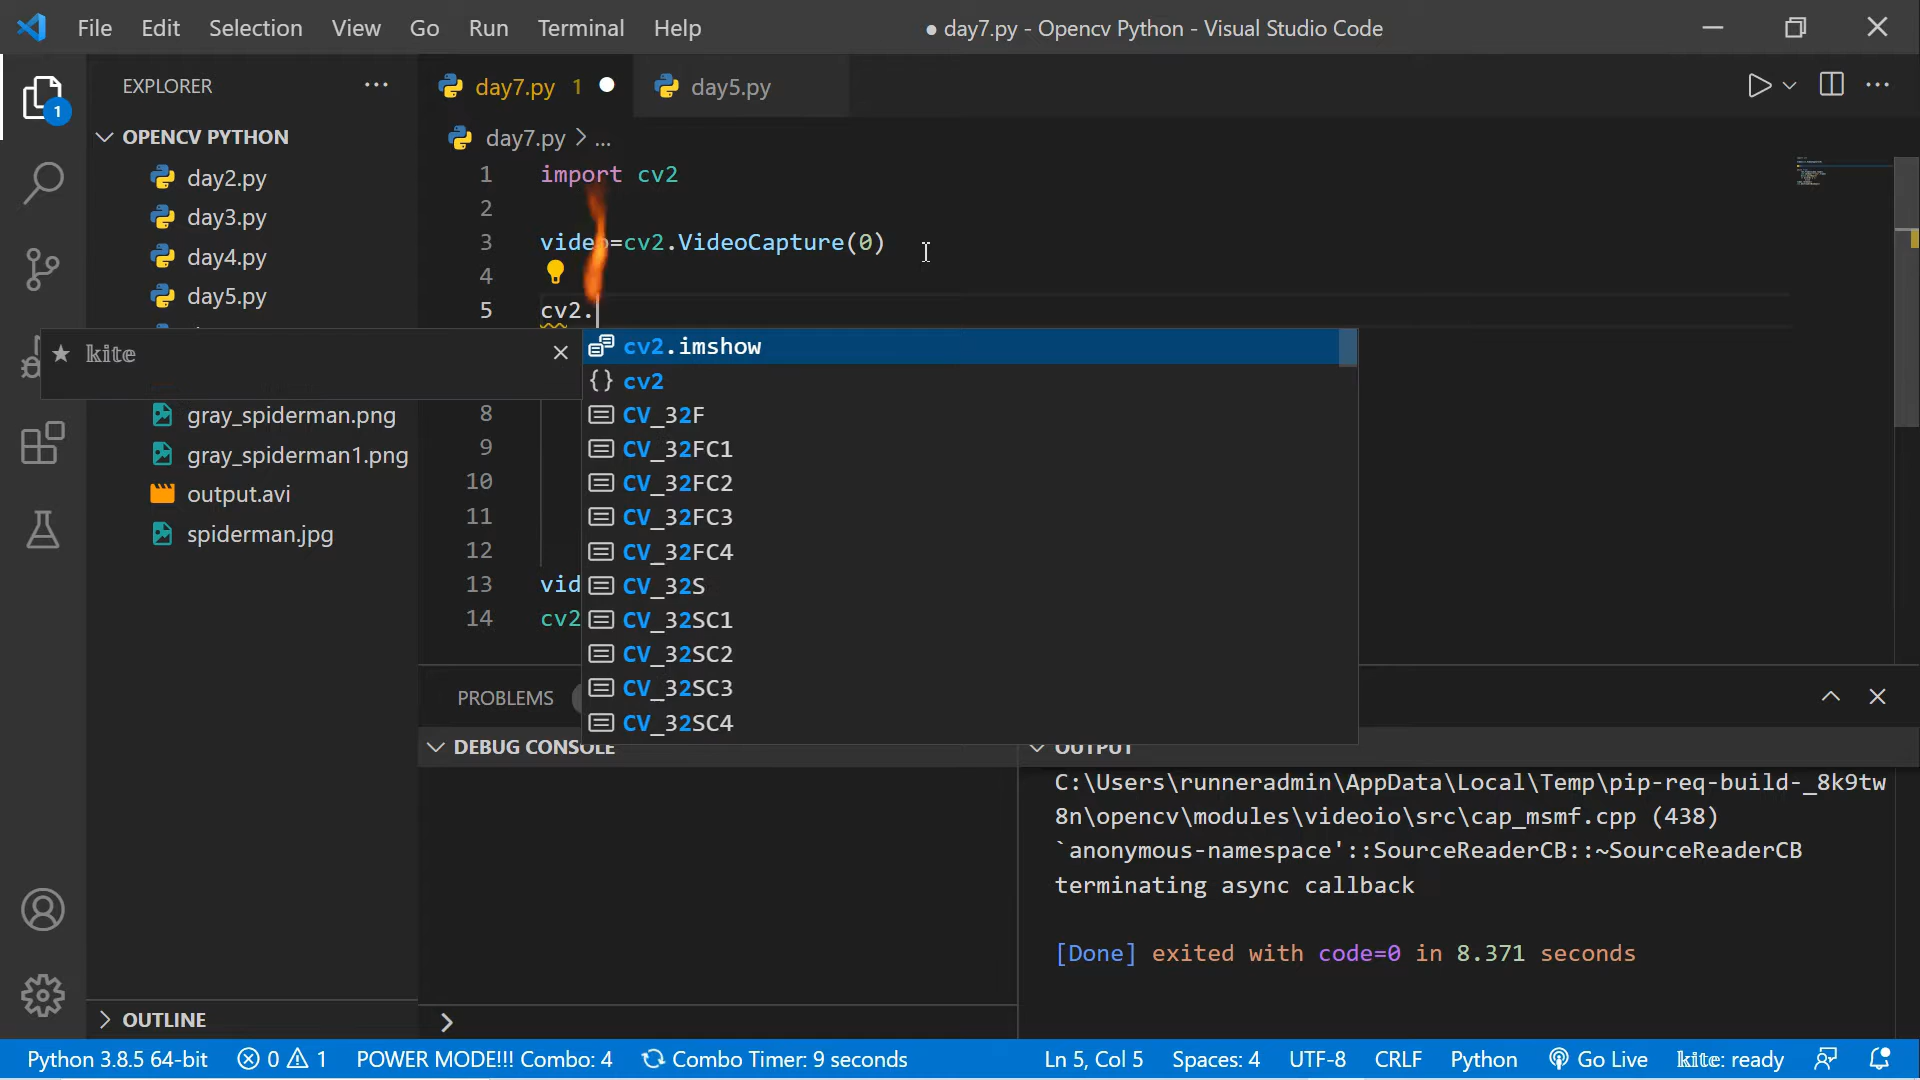 File Edit Selection View Go Run Terminal Help
● day7.py - Opencv Python - Visual Studio Code
1
EXPLORER ...
OPENCV PYTHON
day2.py
day3.py
day4.py
day5.py
kite
gray_spiderman.png
gray_spiderman1.png
output.avi
spiderman.jpg
OUTLINE
day7.py 1 ●
day5.py
day7.py > ...
1 import cv2
2
3 video=cv2.VideoCapture(0)
4
5 cv2.
8
9
10
11
12
13 vid
14 cv2
cv2.imshow
cv2
CV_32F
CV_32FC1
CV_32FC2
CV_32FC3
CV_32FC4
CV_32S
CV_32SC1
CV_32SC2
CV_32SC3
CV_32SC4
PROBLEMS
DEBUG CONSOLE
OUTPUT
C:\Users\runneradmin\AppData\Local\Temp\pip-req-build-_8k9tw
8n\opencv\modules\videoio\src\cap_msmf.cpp (438)
`anonymous-namespace'::SourceReaderCB::~SourceReaderCB
terminating async callback
[Done] exited with code=0 in 8.371 seconds
Python 3.8.5 64-bit 0 1 POWER MODE!!! Combo: 4 Combo Timer: 9 seconds Ln 5, Col 5 Spaces: 4 UTF-8 CRLF Python Go Live kite: ready